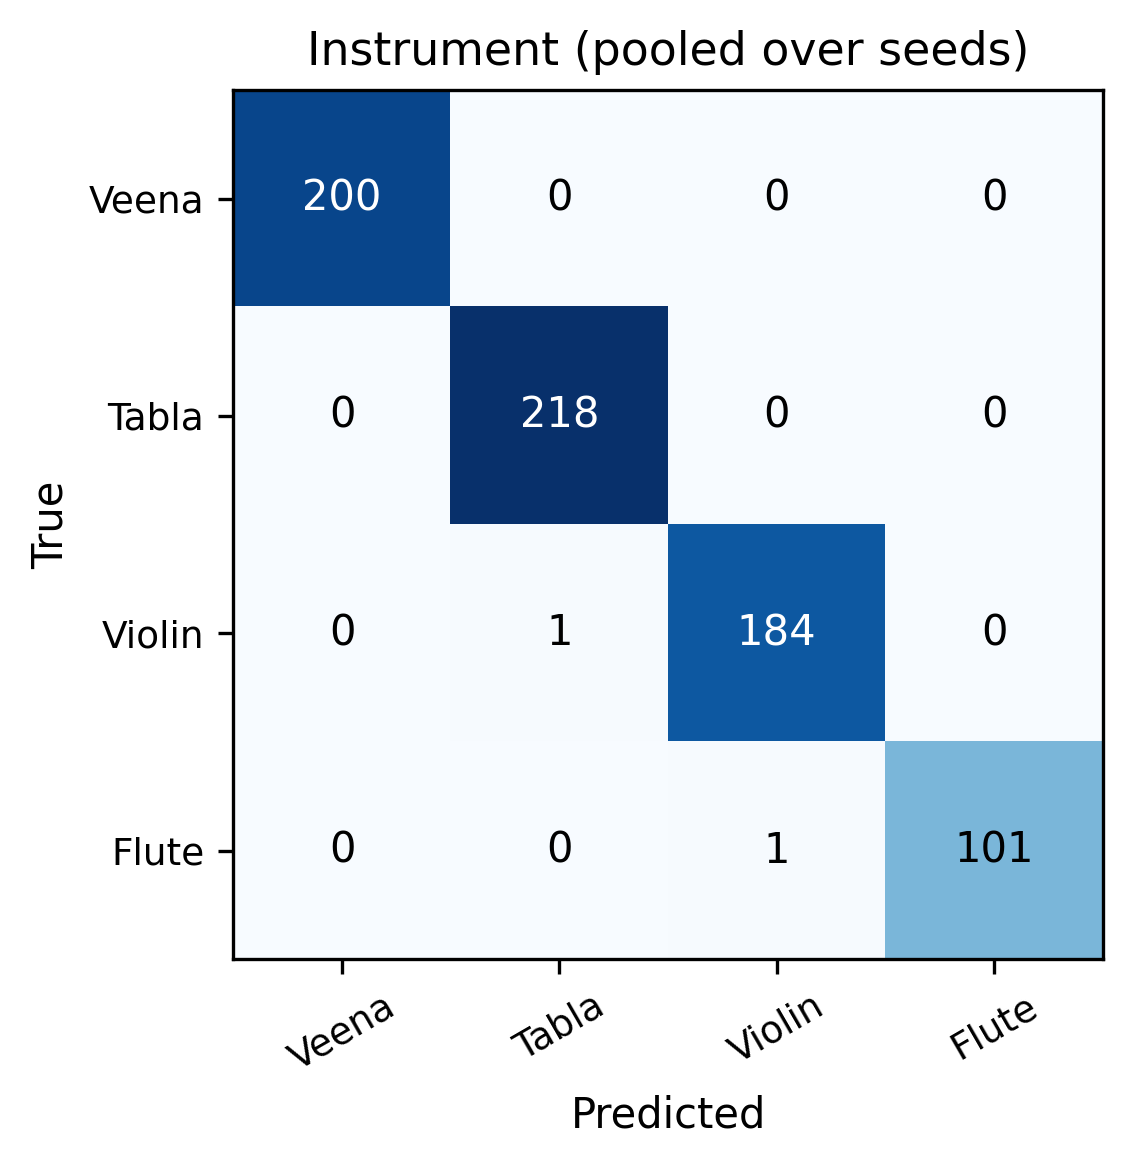 Instrument (pooled over seeds)
Veena 200 0 0 0
Tabla 0 218 0 0
Violin 0 1 184 0
Flute 0 0 1 101
True
Veena Tabla Violin Flute
Predicted